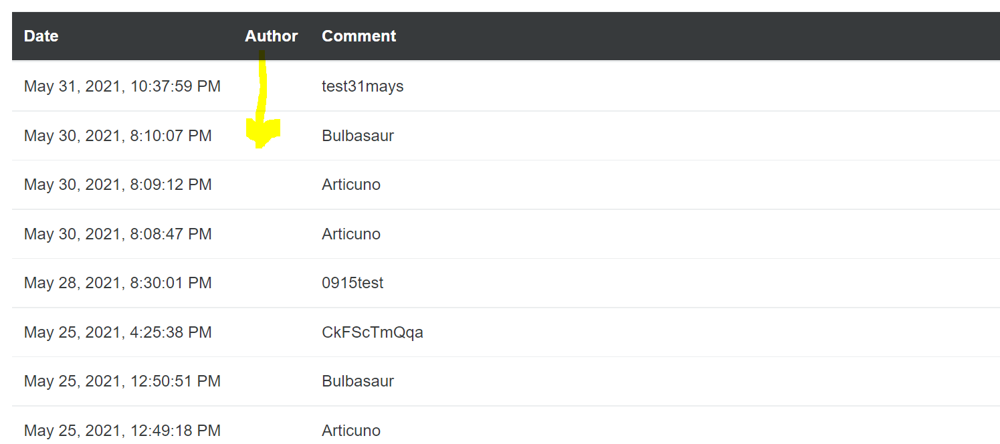 Date Author Comment
May 31, 2021, 10:37:59 PM test31mays
May 30, 2021, 8:10:07 PM Bulbasaur
May 30, 2021, 8:09:12 PM Articuno
May 30, 2021, 8:08:47 PM Articuno
May 28, 2021, 8:30:01 PM 0915test
May 25, 2021, 4:25:38 PM CkFScTmQqa
May 25, 2021, 12:50:51 PM Bulbasaur
May 25, 2021, 12:49:18 PM Articuno